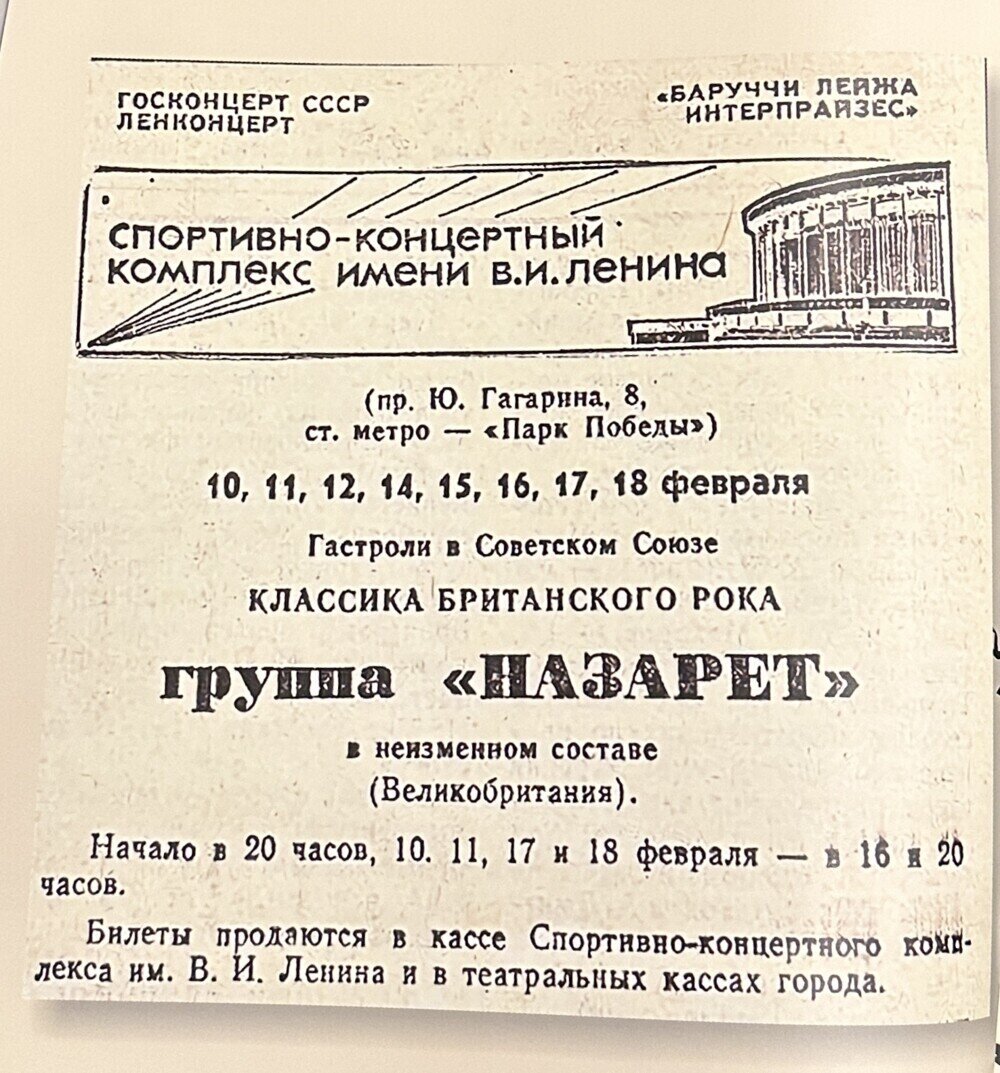 ГОСКОНЦЕРТ СССР
ЛЕНКОНЦЕРТ
«БАРУЧЧИ ЛЕЙЖА
ИНТЕРПРАЙЗЕС»
СПОРТИВНО-КОНЦЕРТНЫЙ
КОМПЛЕКС ИМЕНИ В.И.ЛЕНИНА
(пр. Ю. Гагарина, 8,
ст. метро — «Парк Победы»)
10, 11, 12, 14, 15, 16, 17, 18 февраля
Гастроли в Советском Союзе
КЛАССИКА БРИТАНСКОГО РОКА
группа «НАЗАРЕТ»
в неизменном составе
(Великобритания).
Начало в 20 часов, 10. 11, 17 и 18 февраля — в 16 и 20
часов.
Билеты продаются в кассе Спортивно-концертного комп-
лекса им. В. И. Ленина и в театральных кассах города.